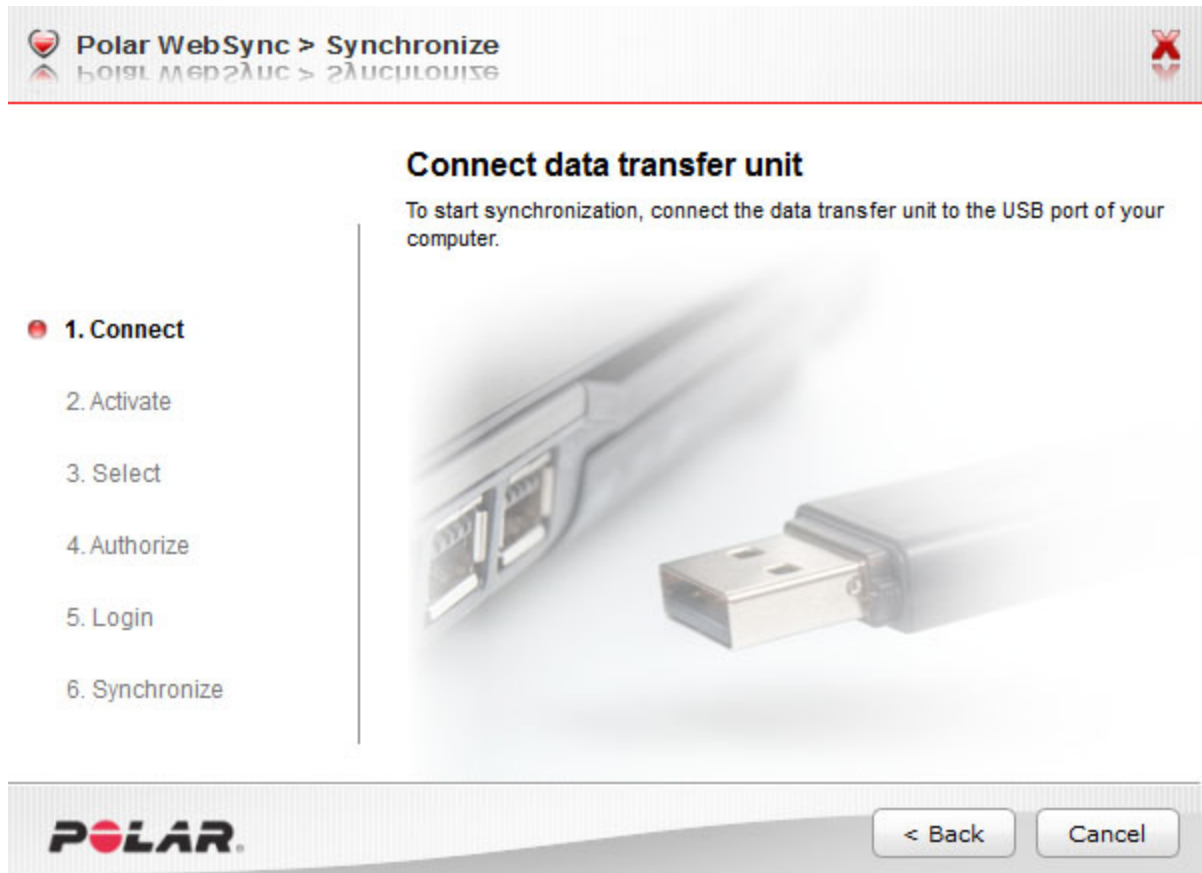 Polar WebSync > Synchronize
Connect data transfer unit
To start synchronization, connect the data transfer unit to the USB port of your
computer.
1. Connect
2. Activate
3. Select
4. Authorize
5. Login
6. Synchronize
POLAR.
< Back
Cancel